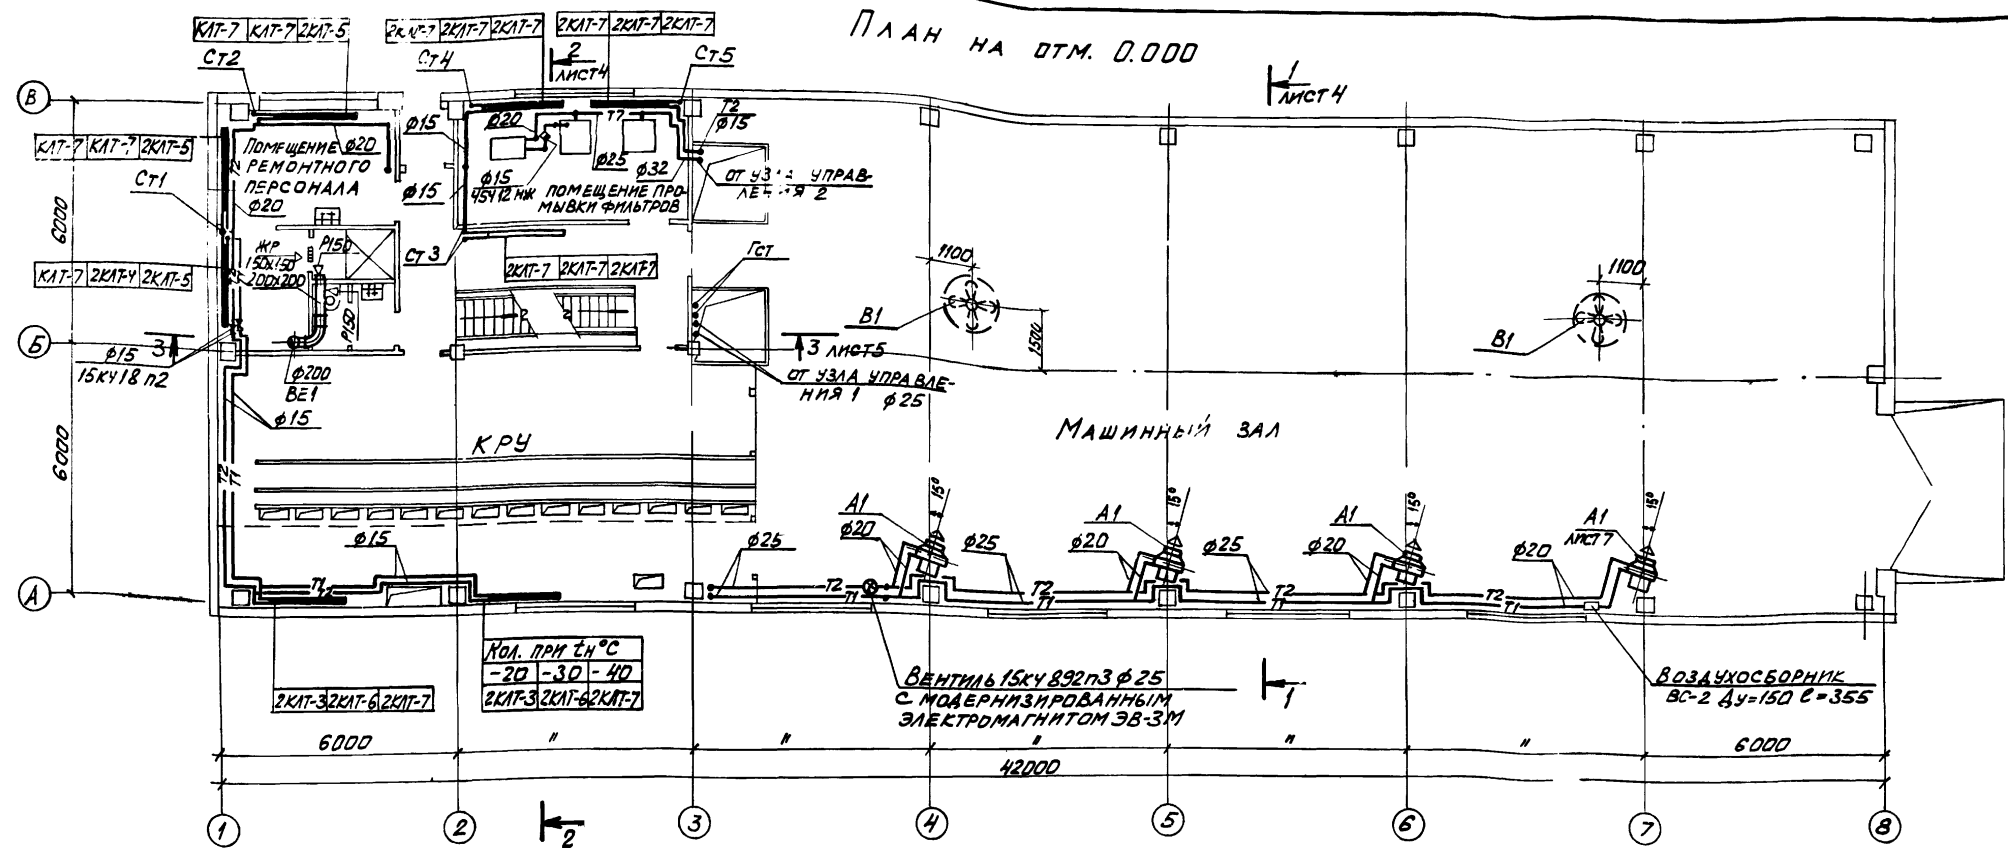 ПЛАН НА ОТМ. 0.000
КЛТ-7 КЛТ-7 2КЛТ-5
2КЛТ-7 2КЛТ-7
2КЛТ-7 2КЛТ-7 2КЛТ-7
Ст2
Ст4
2
ЛИСТ4
Ст5
1
ЛИСТ 4
В
Т2
ф15
ф15
ф20
Т7
КЛТ-7 КЛТ-7 2КЛТ-5
ПОМЕЩЕНИЕ
РЕМОНТНОГО
ПЕРСОНАЛА
ф20
Т2
ф20
Ст1
ф25
ф32
ф15
ф15
15Ч12НЖ
ПОМЕЩЕНИЕ ПРО-
МЫВКИ ФИЛЬТРОВ
ОТ УЗЛА УПРАВ-
ЛЕНИЯ 2
6000
ЖР
150х150
200х200
Р150
Р150
Ст3
Гст
КЛТ-7 2КЛТ-4 2КЛТ-5
Т2
2КЛТ-7 2КЛТ-7 2КЛТ-7
1100
1100
1500
В1
В1
Б
3
3 ЛИСТ5
ф15
15КЧ18 п2
ф200
ВЕ1
ОТ УЗЛА УПРАВЛЕ-
НИЯ 1 ф25
ф15
6000
КРУ
МАШИННЫЙ ЗАЛ
Т2
Т1
15°
15°
15°
15°
А1
А1
А1
А1
ЛИСТ 7
ф15
ф25
ф20
ф25
ф20
ф25
ф20
ф20
Т1
Т2
Т2
Т1
Т2
Т1
Т2
Т1
Т2
Т1
А
КОЛ. ПРИ tн°С
-20 -30 -40
2КЛТ-3 2КЛТ-6 2КЛТ-7
2КЛТ-3 2КЛТ-6 2КЛТ-7
ВЕНТИЛЬ 15КЧ 892п3 ф25
С МОДЕРНИЗИРОВАННЫМ
ЭЛЕКТРОМАГНИТОМ ЭВ-3М
1
ВОЗДУХОСБОРНИК
ВС-2 Ду=150 ℓ=355
6000 " " " " " 6000
42000
2
1 2 3 4 5 6 7 8